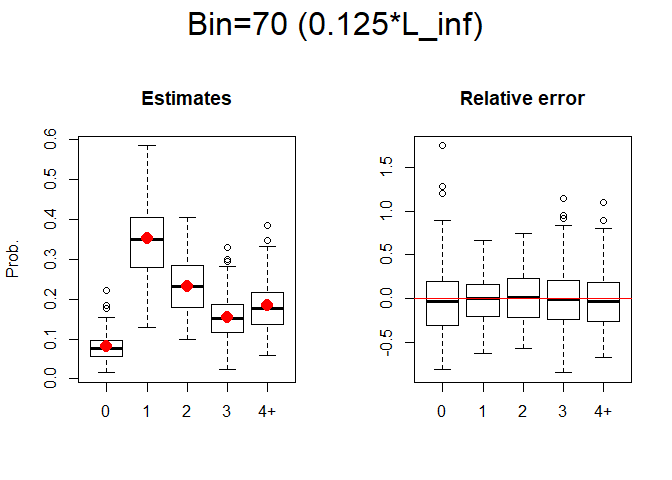 Bin=70 (0.125*L_inf)
Estimates
Prob.
0.0 0.1 0.2 0.3 0.4 0.5 0.6
0 1 2 3 4+
Relative error
-0.5 0.0 0.5 1.0 1.5
0 1 2 3 4+